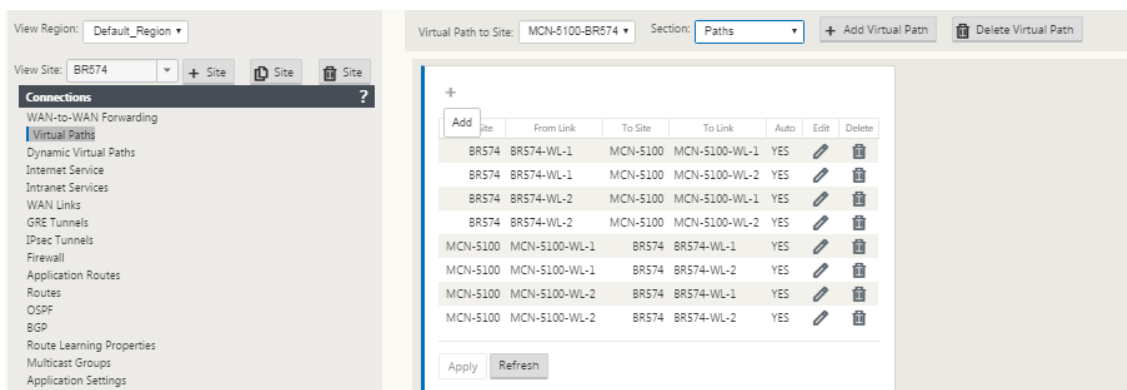 View Region: Default_Region
Virtual Path to Site: MCN-5100-BR574 Section: Paths + Add Virtual Path Delete Virtual Path
View Site: BR574 + Site Site Site
Connections ?
WAN-to-WAN Forwarding
Virtual Paths
Dynamic Virtual Paths
Internet Service
Intranet Services
WAN Links
GRE Tunnels
IPsec Tunnels
Firewall
Application Routes
Routes
OSPF
BGP
Route Learning Properties
Multicast Groups
Application Settings
+
Add
Site From Link To Site To Link Auto Edit Delete
BR574 BR574-WL-1 MCN-5100 MCN-5100-WL-1 YES
BR574 BR574-WL-1 MCN-5100 MCN-5100-WL-2 YES
BR574 BR574-WL-2 MCN-5100 MCN-5100-WL-1 YES
BR574 BR574-WL-2 MCN-5100 MCN-5100-WL-2 YES
MCN-5100 MCN-5100-WL-1 BR574 BR574-WL-1 YES
MCN-5100 MCN-5100-WL-1 BR574 BR574-WL-2 YES
MCN-5100 MCN-5100-WL-2 BR574 BR574-WL-1 YES
MCN-5100 MCN-5100-WL-2 BR574 BR574-WL-2 YES
Apply Refresh